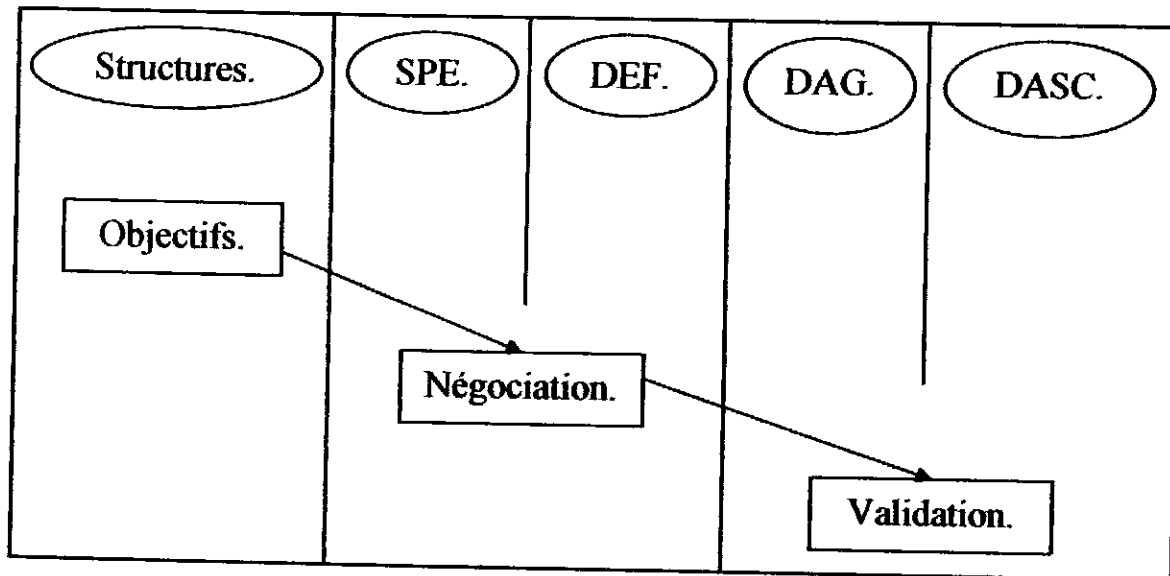 Structures.
SPE.
DEF.
DAG.
DASC.
Objectifs.
Négociation.
Validation.